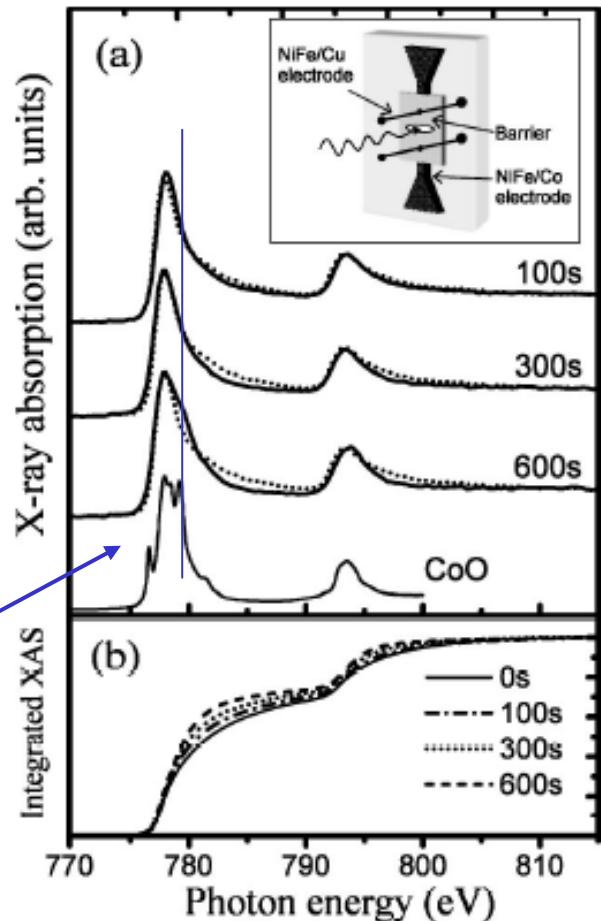 (a)
NiFe/Cu
electrode
Barrier
NiFe/Co
electrode
X-ray absorption (arb. units)
100s
300s
600s
CoO
(b)
Integrated XAS
0s
100s
300s
600s
770 780 790 800 810
Photon energy (eV)